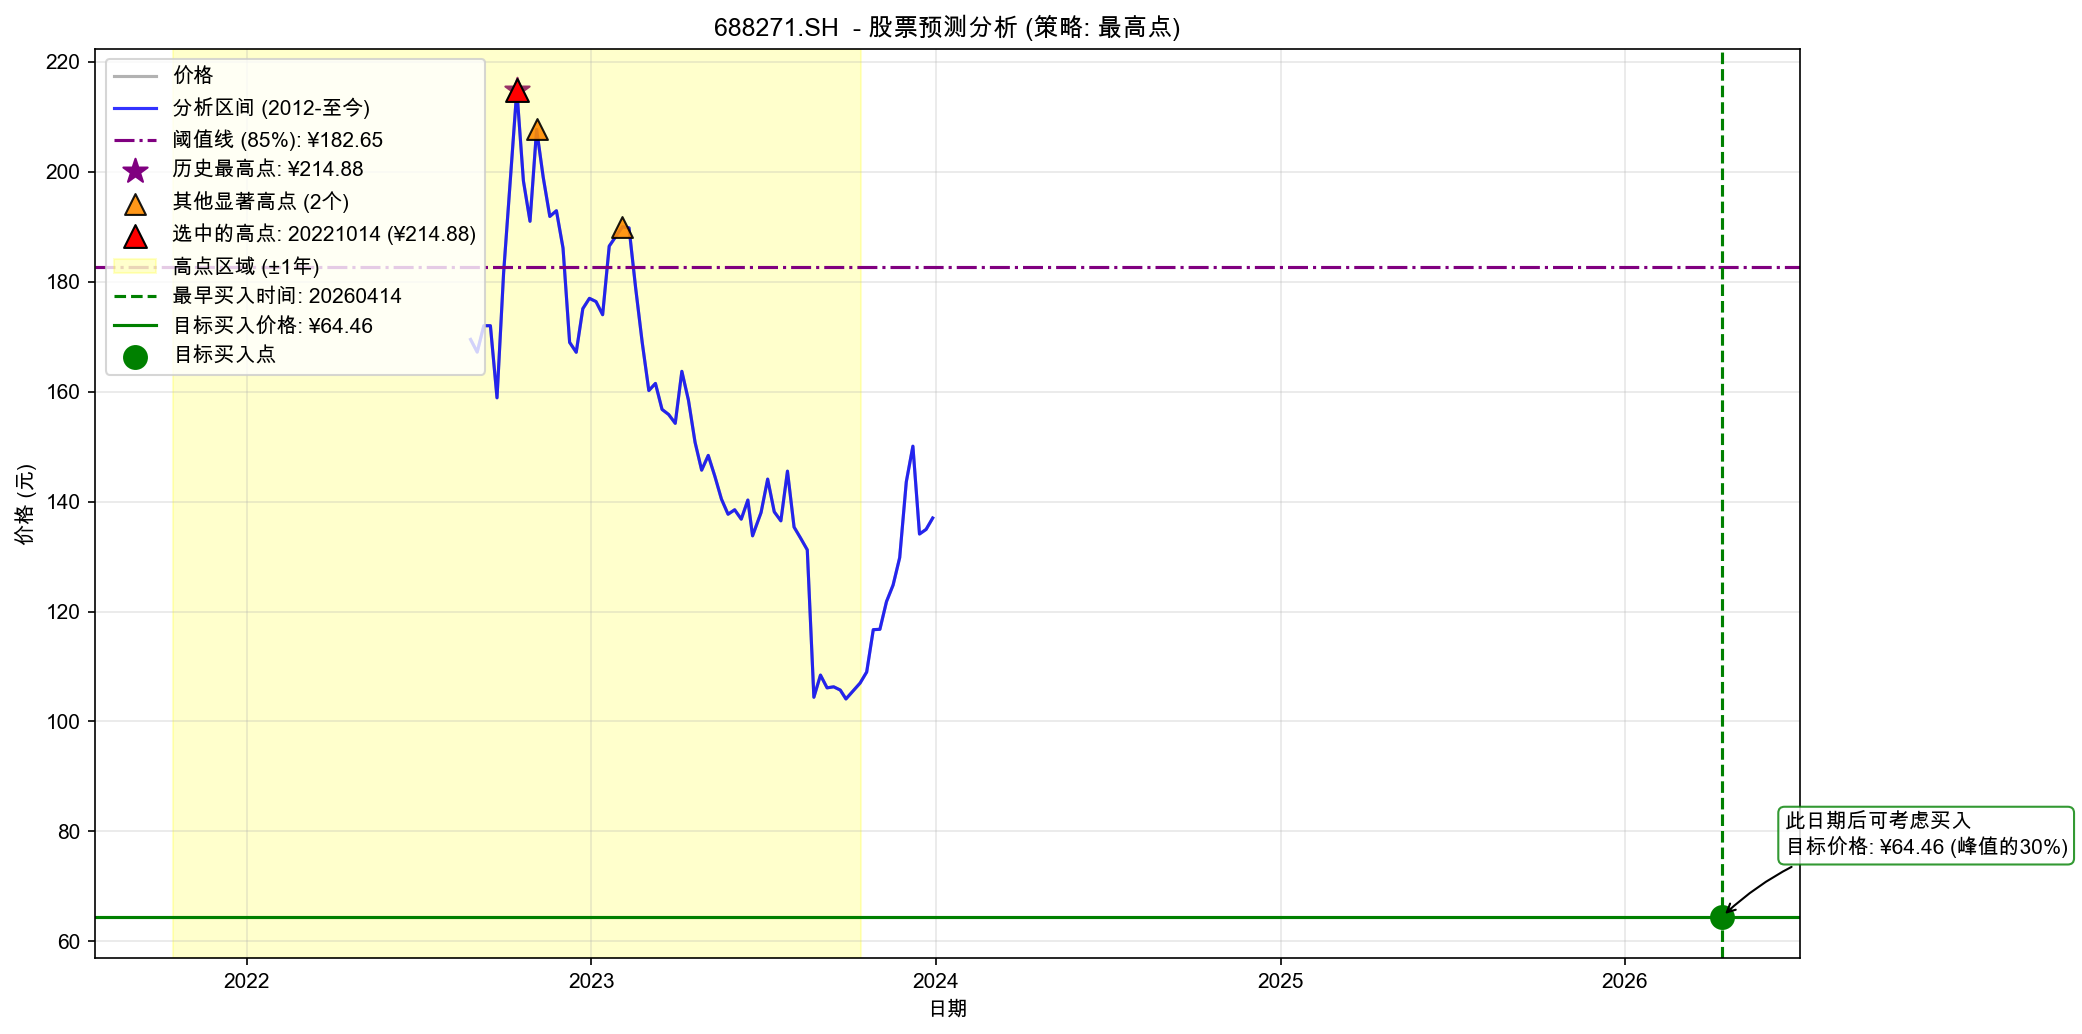 688271.SH - 股票预测分析 (策略: 最高点)
220
200
180
160
140
120
100
80
60
价格 (元)
价格
分析区间 (2012-至今)
阈值线 (85%): ¥182.65
历史最高点: ¥214.88
其他显著高点 (2个)
选中的高点: 20221014 (¥214.88)
高点区域 (±1年)
最早买入时间: 20260414
目标买入价格: ¥64.46
目标买入点
此日期后可考虑买入
目标价格: ¥64.46 (峰值的30%)
2022
2023
2024
2025
2026
日期